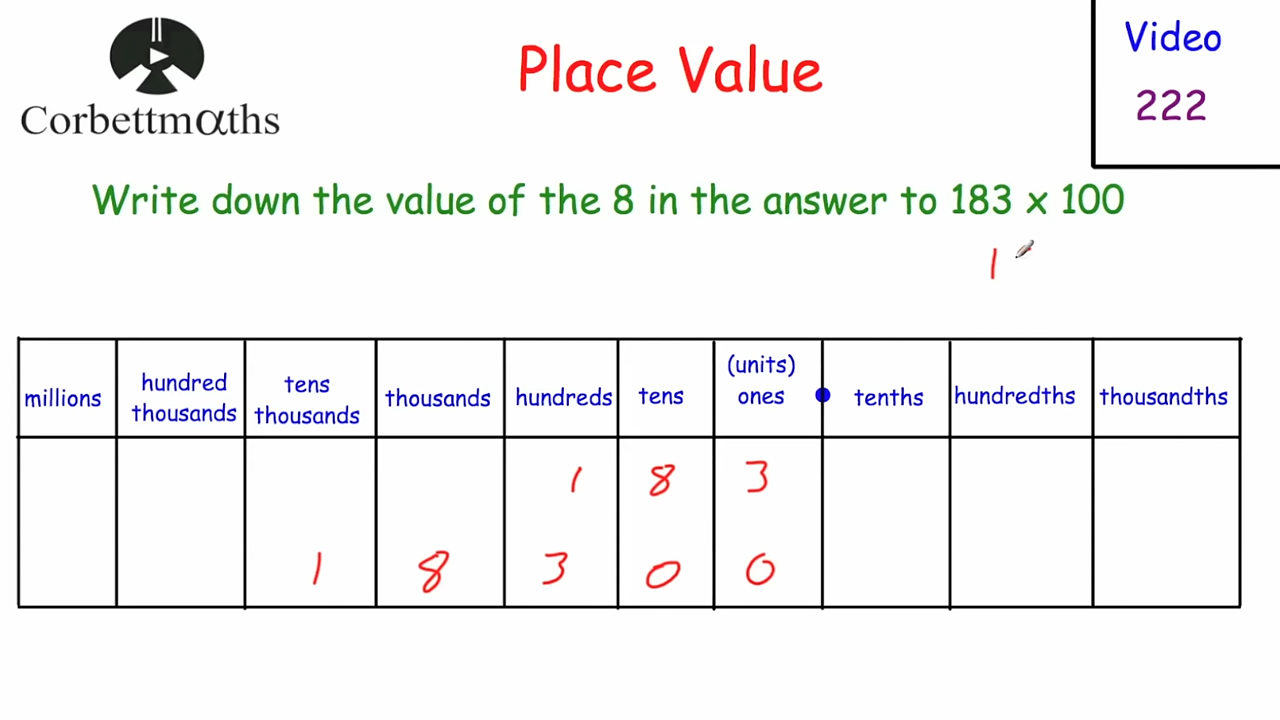 Corbettmαths
Place Value
Video
222
Write down the value of the 8 in the answer to 183 x 100
1
millions hundred thousands tens thousands thousands hundreds tens (units) ones • tenths hundredths thousandths
1 8 3
1 8 3 0 0